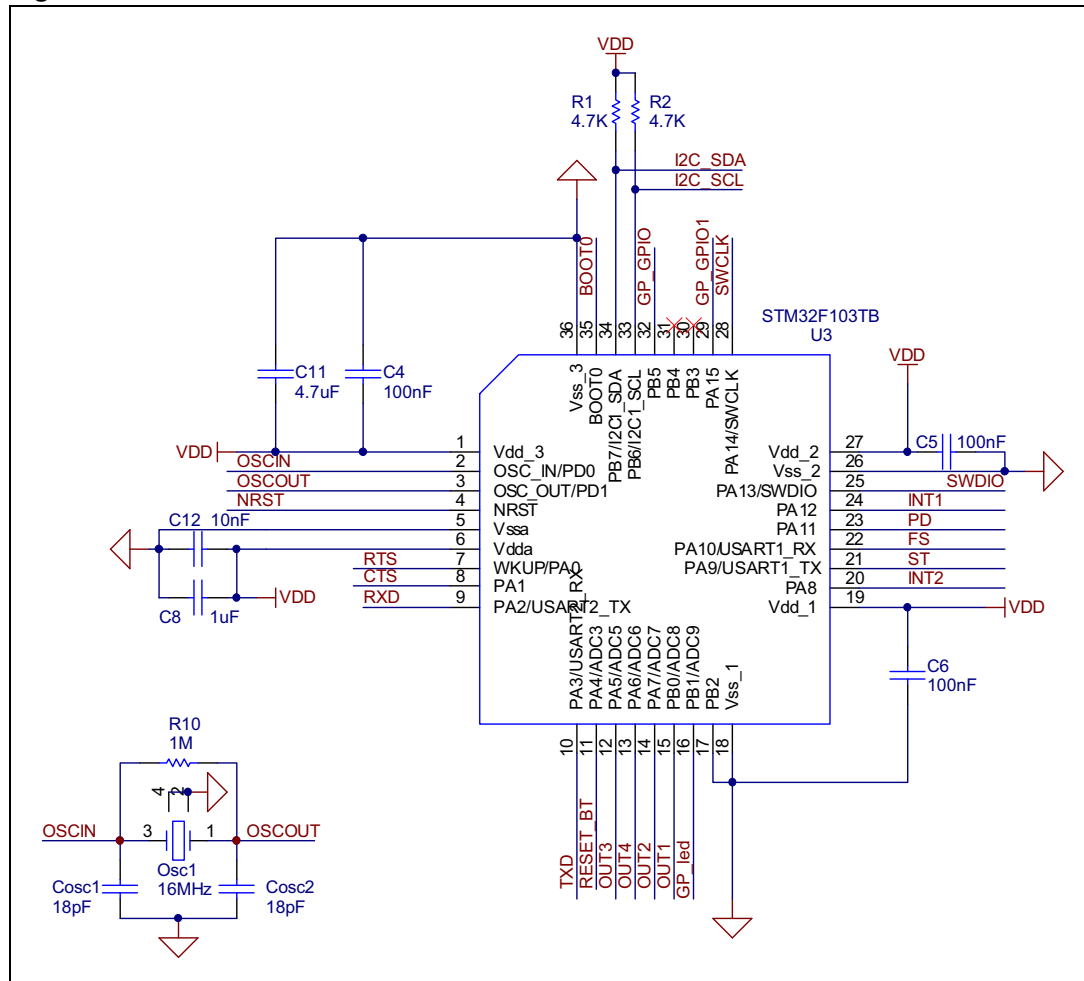 VDD
R1
4.7K
R2
4.7K
I2C_SDA
I2C_SCL
BOOT0
GP_GPIO
GP_GPIO1
SWCLK
STM32F103TB
U3
36
35
34
33
32
31
30
29
28
Vss_3
BOOT0
PB7/I2C1_SDA
PB6/I2C1_SCL
PB5
PB4
PB3
PA15
PA14/SWCLK
C11
4.7uF
C4
100nF
VDD
1 Vdd_3
OSCIN 2 OSC_IN/PD0
OSCOUT 3 OSC_OUT/PD1
NRST 4 NRST
C12 10nF 5 Vssa
6 Vdda
RTS 7 WKUP/PA0
CTS 8 PA1
RXD 9 PA2/USART2_TX
C8 1uF
VDD
VDD
C5 100nF
Vdd_2 27
Vss_2 26
PA13/SWDIO 25 SWDIO
PA12 24 INT1
PA11 23 PD
PA10/USART1_RX 22 FS
PA9/USART1_TX 21 ST
PA8 20 INT2
Vdd_1 19 VDD
C6
100nF
PA3/USART2_RX
PA4/ADC3
PA5/ADC5
PA6/ADC6
PA7/ADC7
PB0/ADC8
PB1/ADC9
PB2
Vss_1
10
11
12
13
14
15
16
17
18
TXD
RESET_BT
OUT3
OUT4
OUT2
OUT1
GP_led
R10
1M
4
2
OSCIN 3 1 OSCOUT
Osc1
16MHz
Cosc1
18pF
Cosc2
18pF